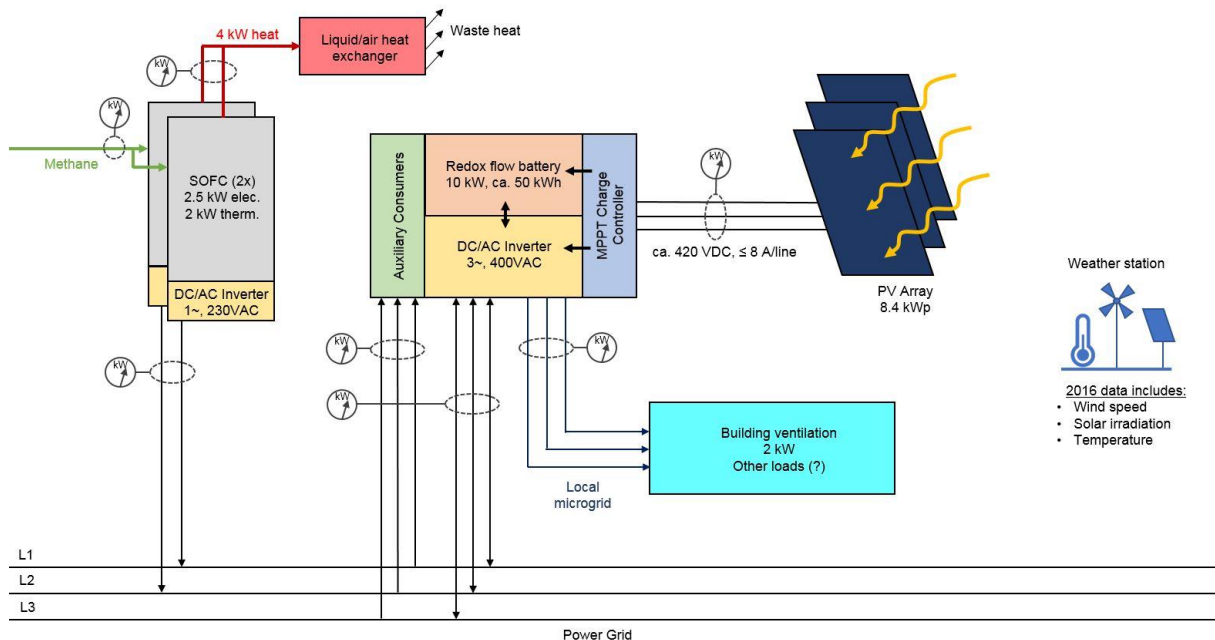 4 kW heat
Liquid/air heat
exchanger
Waste heat
kW
kW
Methane
SOFC (2x)
2.5 kW elec.
2 kW therm.
DC/AC Inverter
1~, 230VAC
kW
Auxiliary Consumers
Redox flow battery
10 kW, ca. 50 kWh
DC/AC Inverter
3~, 400VAC
MPPT Charge
Controller
kW
ca. 420 VDC, ≤ 8 A/line
PV Array
8.4 kWp
kW
kW
kW
Building ventilation
2 kW
Other loads (?)
Local
microgrid
Weather station
2016 data includes:
• Wind speed
• Solar irradiation
• Temperature
L1
L2
L3
Power Grid